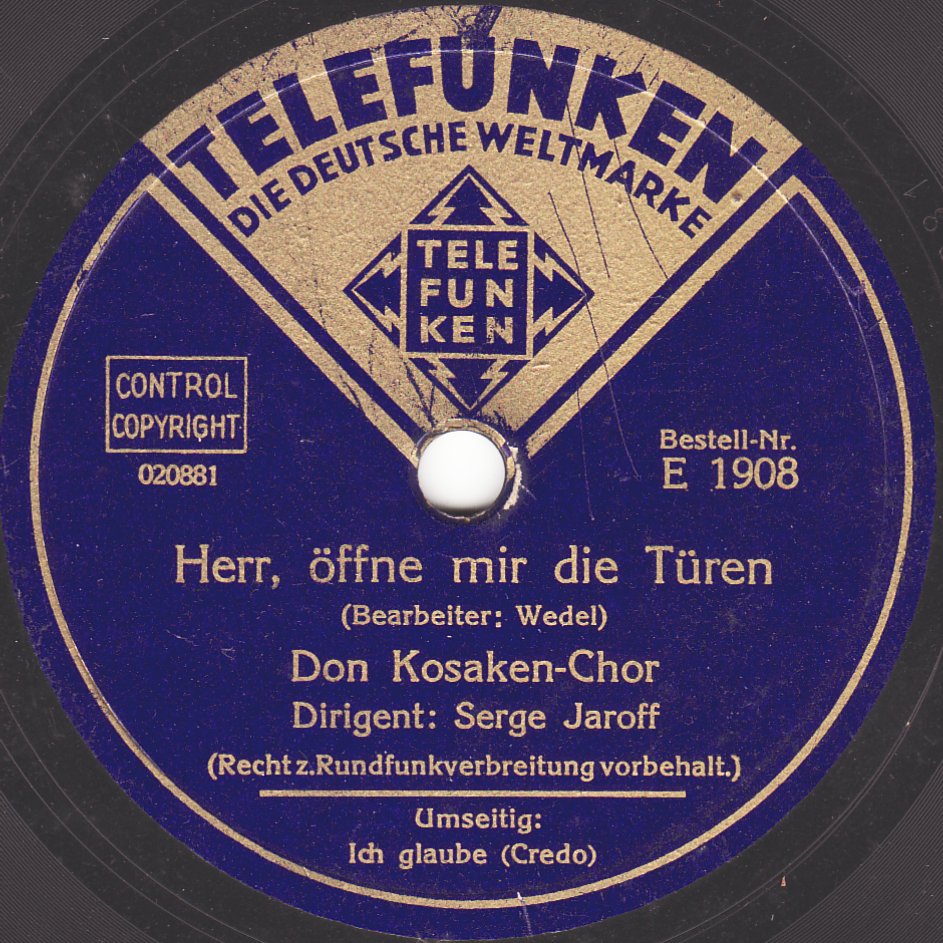 TELEFUNKEN
DIE DEUTSCHE WELTMARKE
TELE
FUN
KEN
CONTROL
COPYRIGHT
020881
Bestell-Nr.
E 1908
Herr, öffne mir die Türen
(Bearbeiter: Wedel)
Don Kosaken-Chor
Dirigent: Serge Jaroff
(Recht z. Rundfunkverbreitung vorbehalt.)
Umseitig:
Ich glaube (Credo)